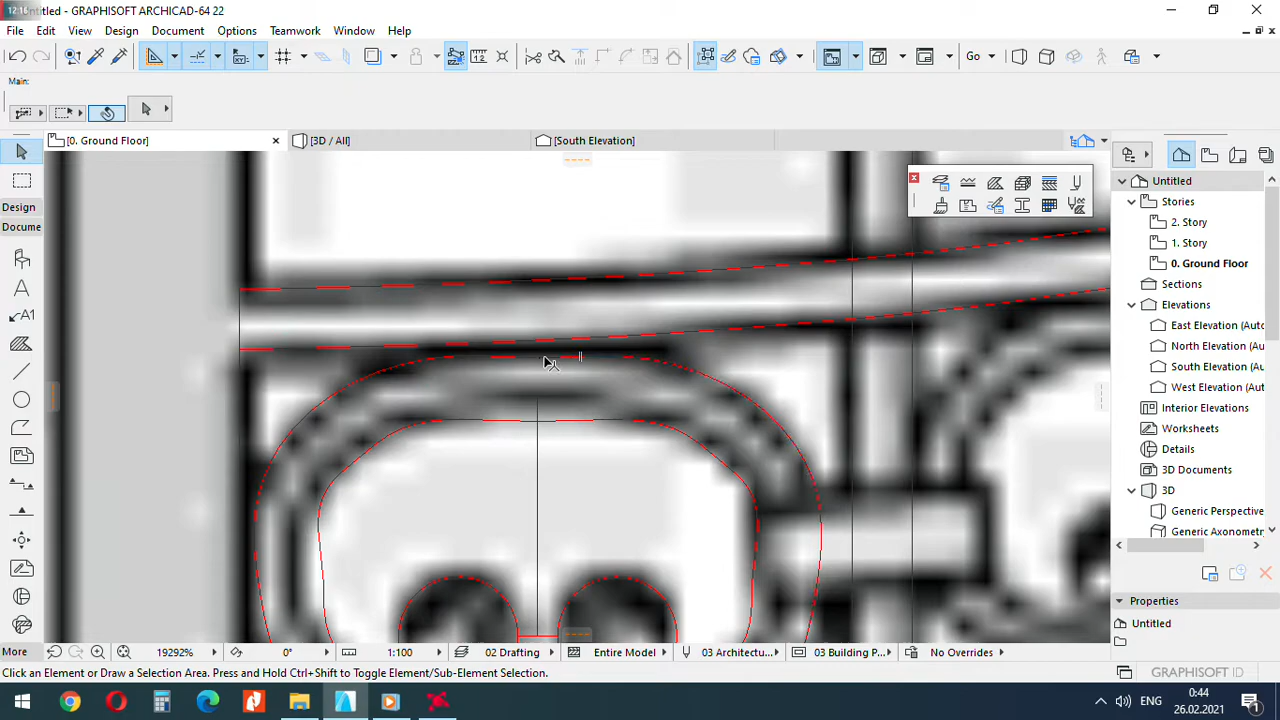 12:16
Untitled - GRAPHISOFT ARCHICAD-64 22
File Edit View Design Document Options Teamwork Window Help
Go
Main:
[0. Ground Floor]
[3D / All]
[South Elevation]
Design
Docume
A
A1
More
Untitled
Stories
2. Story
1. Story
0. Ground Floor
Sections
Elevations
East Elevation (Auto
North Elevation (Au
South Elevation (Au
West Elevation (Aut
Interior Elevations
Worksheets
Details
3D Documents
3D
Generic Perspective
Generic Axonometr
Properties
Untitled
19292% 0° 1:100 02 Drafting Entire Model 03 Architectu... 03 Building P... No Overrides
Click an Element or Draw a Selection Area. Press and Hold Ctrl+Shift to Toggle Element/Sub-Element Selection.
GRAPHISOFT ID
ENG
0:44
26.02.2021
1